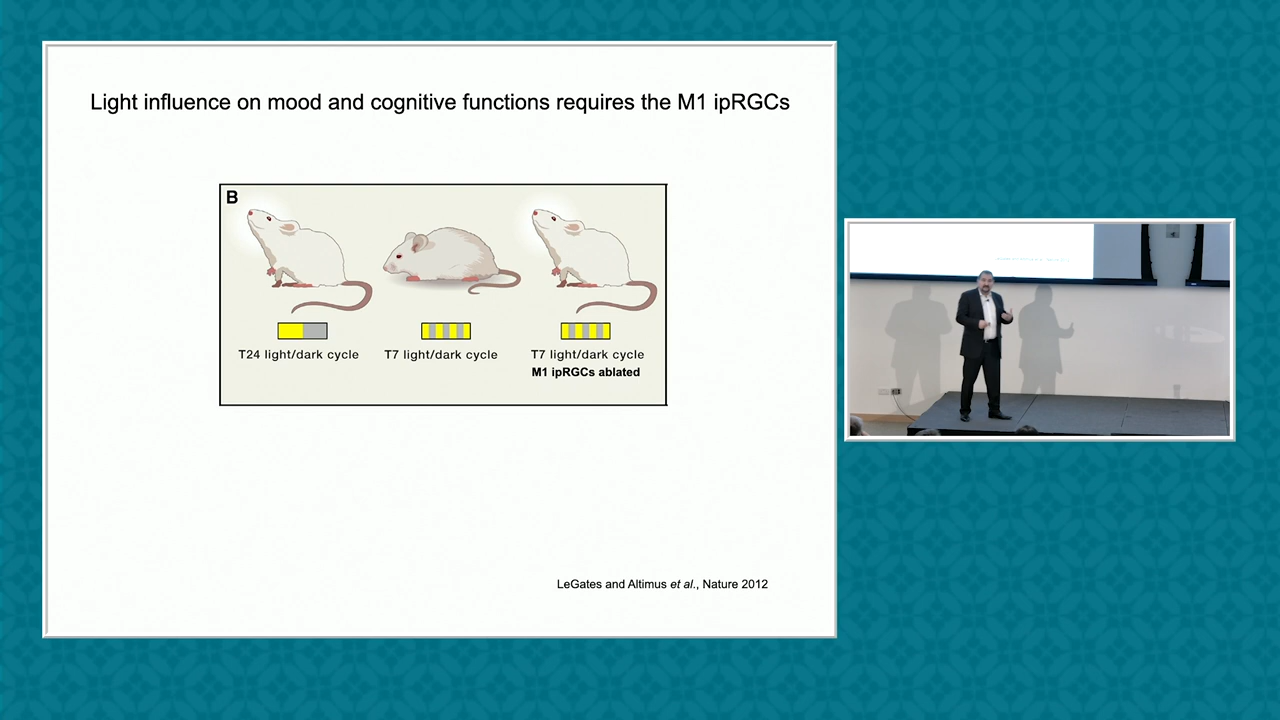 Light influence on mood and cognitive functions requires the M1 ipRGCs
B
T24 light/dark cycle
T7 light/dark cycle
T7 light/dark cycle
M1 ipRGCs ablated
LeGates and Altimus et al., Nature 2012